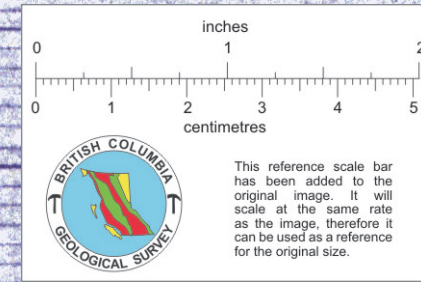 inches
0 1 2
0 1 2 3 4 5
centimetres
BRITISH COLUMBIA
GEOLOGICAL SURVEY
This reference scale bar
has been added to the
original image. It will
scale at the same rate
as the image, therefore it
can be used as a reference
for the original size.